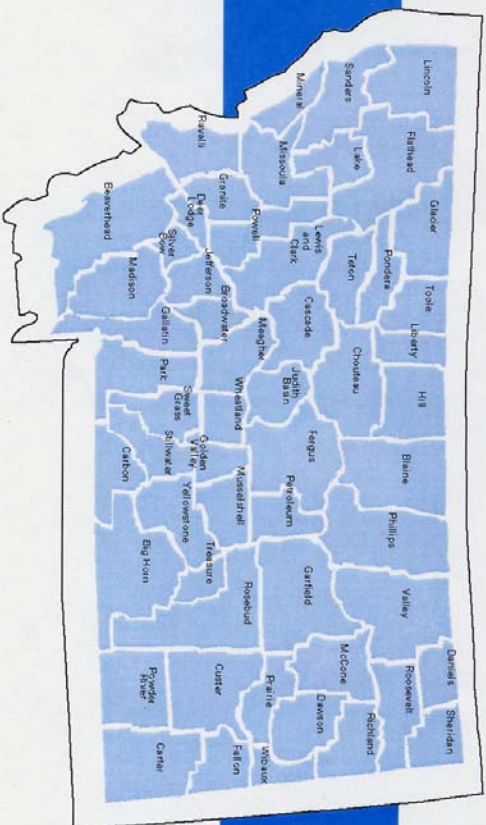 Lincoln
Flathead
Glacier
Toole
Liberty
Hill
Blaine
Phillips
Valley
Daniels
Sheridan
Roosevelt
Sanders
Lake
Pondera
Teton
Chouteau
Richland
Mineral
Missoula
Lewis
and
Clark
Cascade
Judith
Basin
Fergus
Petroleum
Garfield
McCone
Dawson
Prairie
Wibaux
Ravalli
Granite
Powell
Deer
Lodge
Silver
Bow
Jefferson
Broadwater
Meagher
Wheatland
Golden
Valley
Musselshell
Treasure
Rosebud
Custer
Fallon
Beaverhead
Madison
Gallatin
Park
Sweet
Grass
Stillwater
Yellowstone
Carbon
Big Horn
Powder
River
Carter